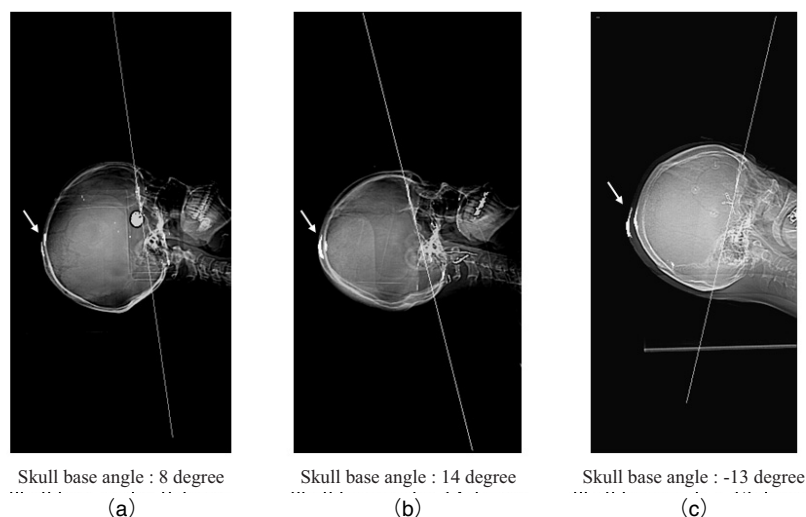 Skull base angle : 8 degree
Skull base angle : 14 degree
Skull base angle : -13 degree
(a)
(b)
(c)